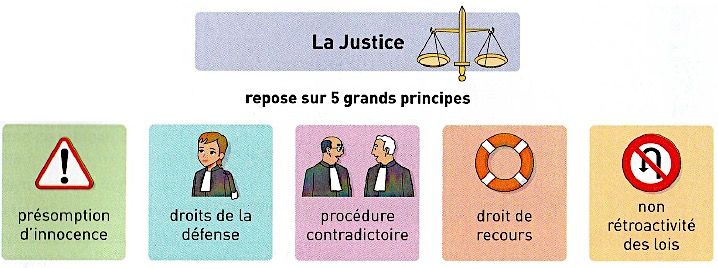 La Justice
repose sur 5 grands principes
présomption
d'innocence
droits de la
défense
procédure
contradictoire
droit de
recours
non
rétroactivité
des lois